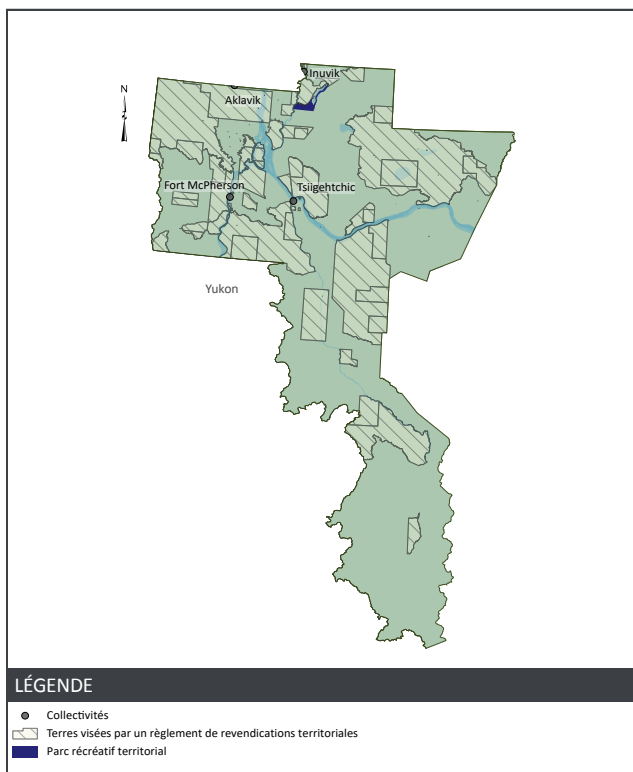 Inuvik
N
Aklavik
Fort McPherson
Tsiigehtchic
Yukon
LÉGENDE
Collectivités
Terres visées par un règlement de revendications territoriales
Parc récréatif territorial